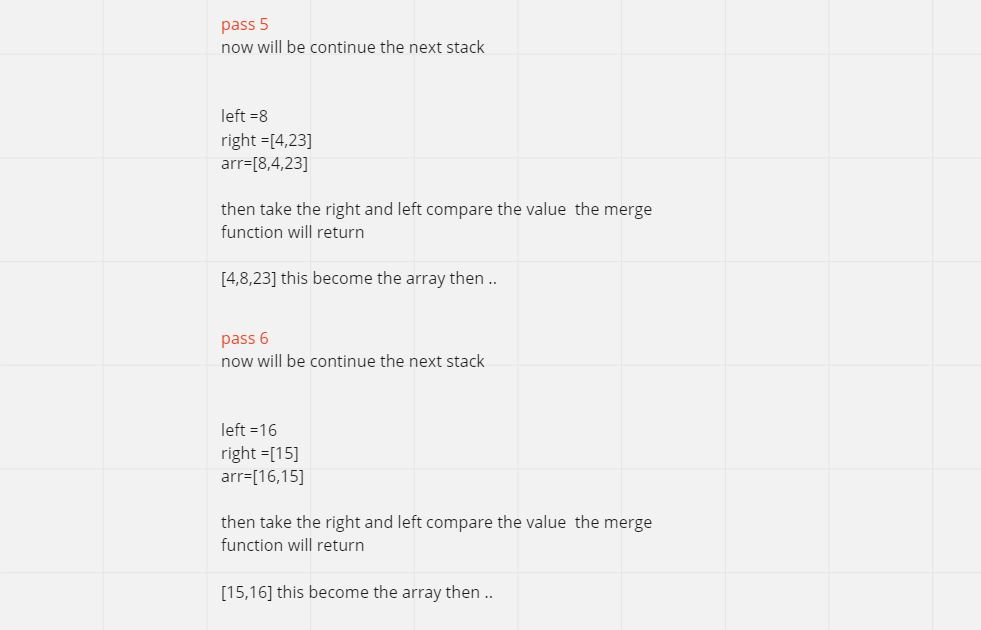 pass 5
now will be continue the next stack
left =8
right =[4,23]
arr=[8,4,23]
then take the right and left compare the value  the merge
function will return
[4,8,23] this become the array then ..
pass 6
now will be continue the next stack
left =16
right =[15]
arr=[16,15]
then take the right and left compare the value  the merge
function will return
[15,16] this become the array then ..